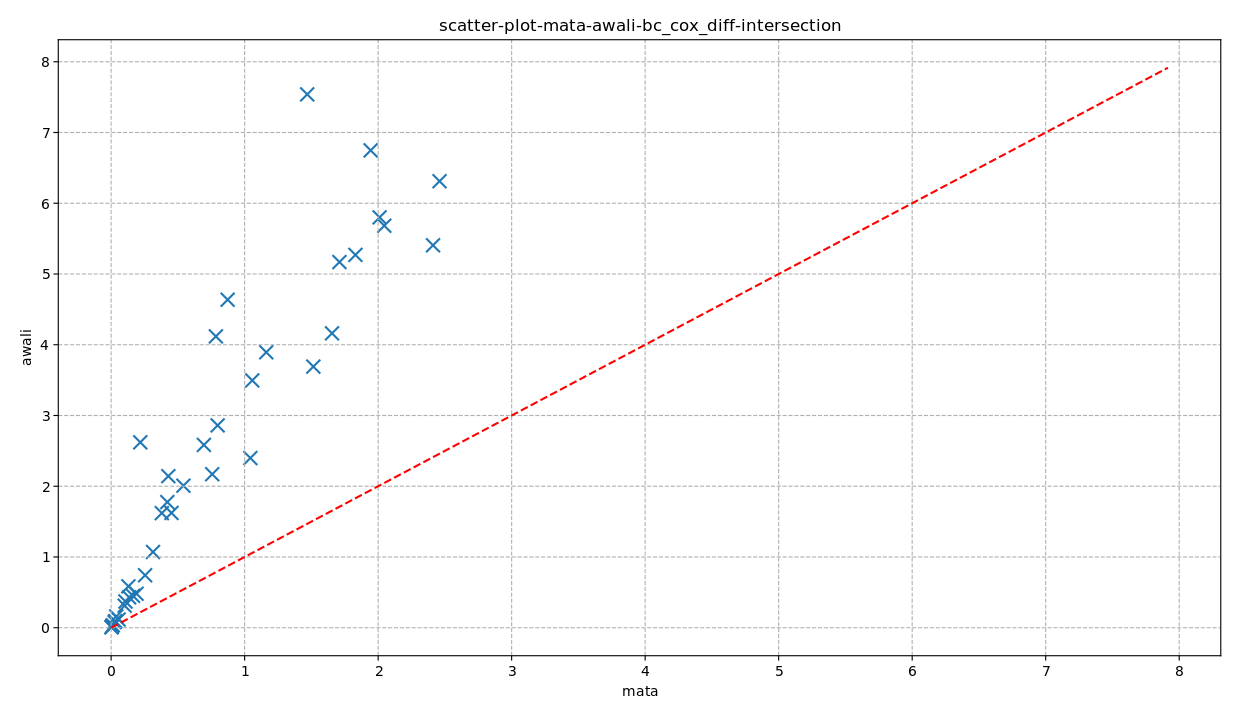 scatter-plot-mata-awali-bc_cox_diff-intersection
8
7
6
5
4
3
2
1
0
awali
0 1 2 3 4 5 6 7 8
mata